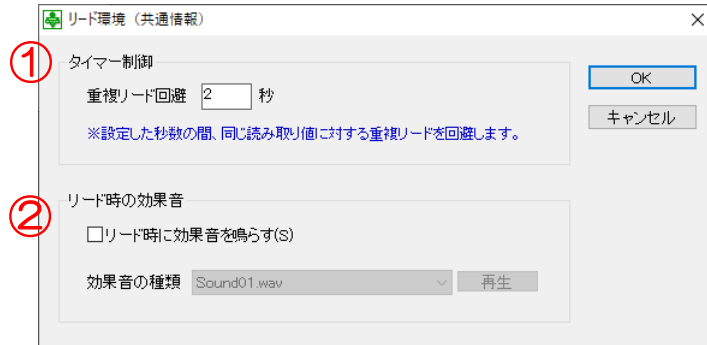 リード環境（共通情報）
① タイマー制御
重複リード回避 2 秒
※設定した秒数の間、同じ読み取り値に対する重複リードを回避します。
OK
キャンセル
② リード時の効果音
リード時に効果音を鳴らす(S)
効果音の種類 Sound01.wav 再生